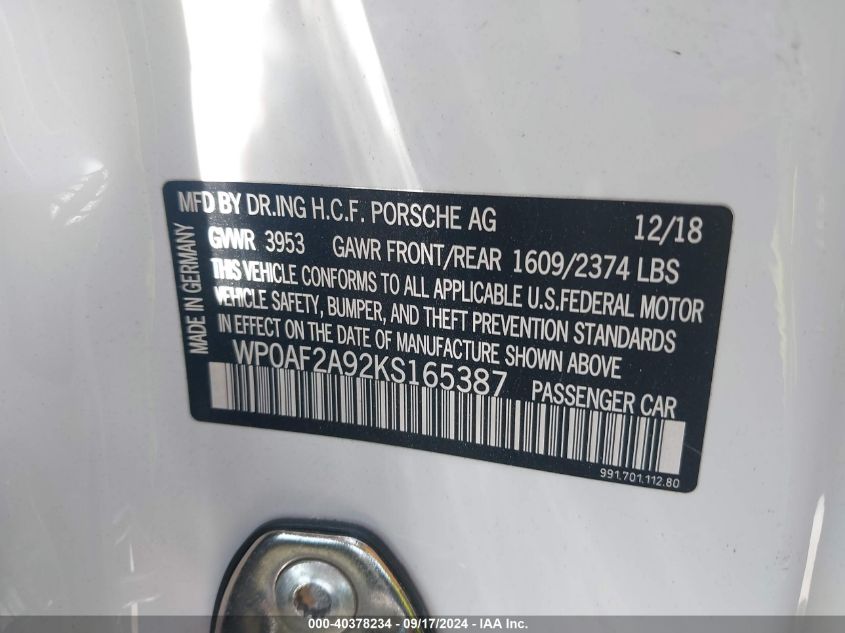 MFD BY DR.ING H.C.F. PORSCHE AG 12/18
GVWR 3953 GAWR FRONT/REAR 1609/2374 LBS
THIS VEHICLE CONFORMS TO ALL APPLICABLE U.S.FEDERAL MOTOR
VEHICLE SAFETY, BUMPER, AND THEFT PREVENTION STANDARDS
IN EFFECT ON THE DATE OF MANUFACTURE SHOWN ABOVE
WP0AF2A92KS165387 PASSENGER CAR
991.701.112.80
MADE IN GERMANY
000-40378234 - 09/17/2024 - IAA Inc.